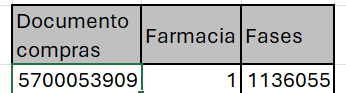 Documento compras Farmacia Fases
5700053909 1 1136055